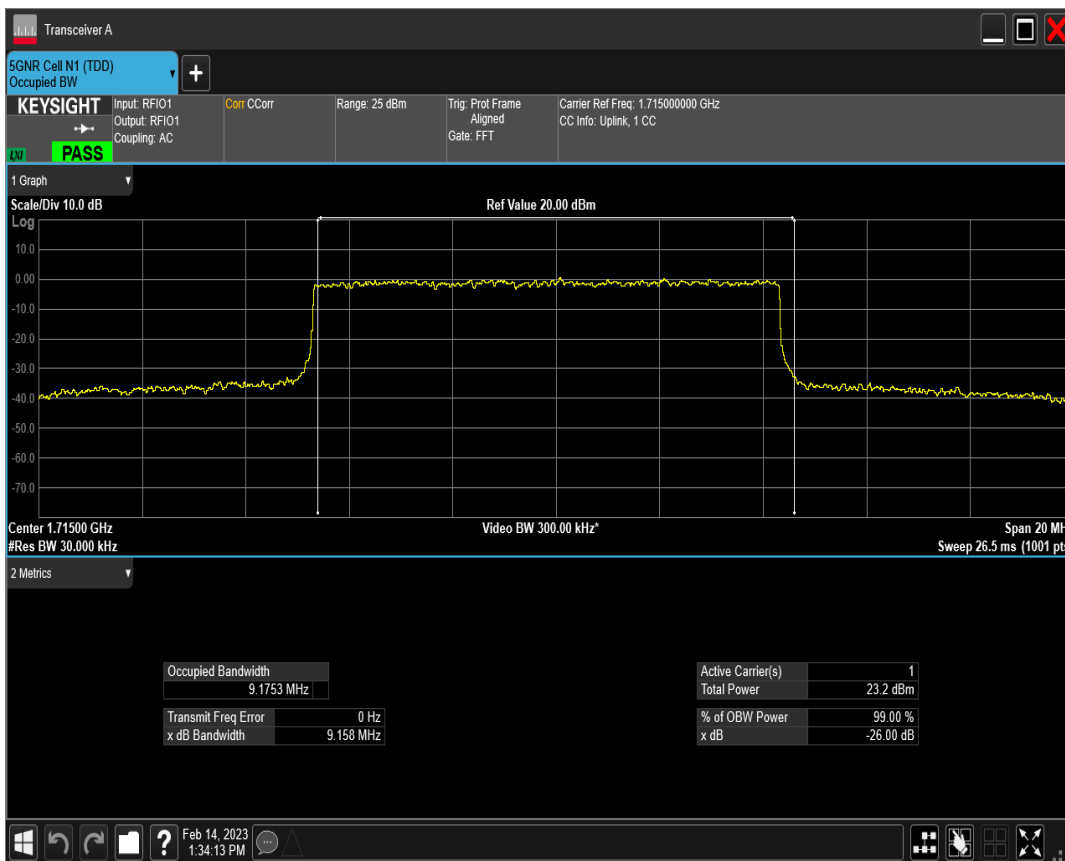 Transceiver A
5GNR Cell N1 (TDD)
Occupied BW
KEYSIGHT
LXI
PASS
Input: RFIO1
Output: RFIO1
Coupling: AC
Corr CCorr
Range: 25 dBm
Trig: Prot Frame
Aligned
Gate: FFT
Carrier Ref Freq: 1.715000000 GHz
CC Info: Uplink, 1 CC
1 Graph
Scale/Div 10.0 dB
Ref Value 20.00 dBm
Log
10.0
0.00
-10.0
-20.0
-30.0
-40.0
-50.0
-60.0
-70.0
Center 1.71500 GHz
Video BW 300.00 kHz*
Span 20 MH
#Res BW 30.000 kHz
Sweep 26.5 ms (1001 pts
2 Metrics
Occupied Bandwidth
9.1753 MHz
Transmit Freq Error 0 Hz
x dB Bandwidth 9.158 MHz
Active Carrier(s) 1
Total Power 23.2 dBm
% of OBW Power 99.00 %
x dB -26.00 dB
Feb 14, 2023
1:34:13 PM